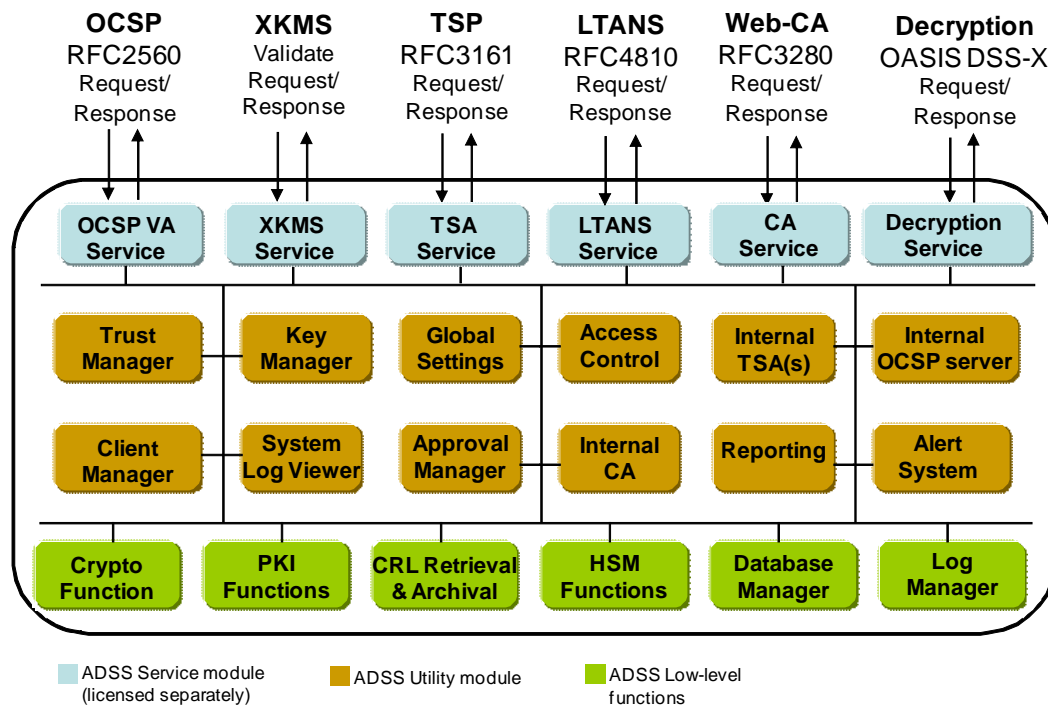 OCSP
RFC2560
Request/
Response
XKMS
Validate
Request/
Response
TSP
RFC3161
Request/
Response
LTANS
RFC4810
Request/
Response
Web-CA
RFC3280
Request/
Response
Decryption
OASIS DSS-X
Request/
Response
OCSP VA
Service
XKMS
Service
TSA
Service
LTANS
Service
CA
Service
Decryption
Service
Trust
Manager
Key
Manager
Global
Settings
Access
Control
Internal
TSA(s)
Internal
OCSP server
Client
Manager
System
Log Viewer
Approval
Manager
Internal
CA
Reporting
Alert
System
Crypto
Function
PKI
Functions
CRL Retrieval
& Archival
HSM
Functions
Database
Manager
Log
Manager
ADSS Service module
(licensed separately)
ADSS Utility module
ADSS Low-level
functions